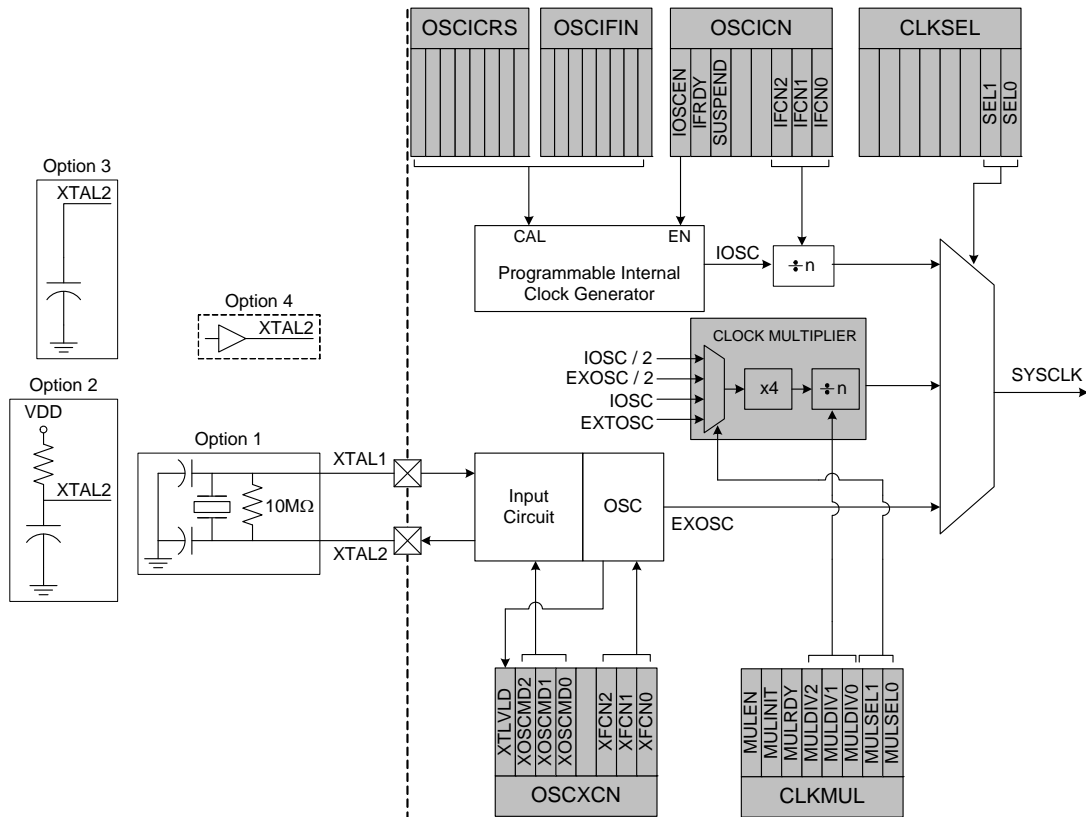 OSCICRS
OSCIFIN
OSCICN
CLKSEL
IOSCEN
IFRDY
SUSPEND
IFCN2
IFCN1
IFCN0
SEL1
SEL0
Option 3
XTAL2
CAL
EN
Programmable Internal
Clock Generator
IOSC
÷n
Option 4
XTAL2
CLOCK MULTIPLIER
IOSC / 2
EXOSC / 2
IOSC
EXTOSC
x4
÷n
SYSCLK
Option 2
VDD
XTAL2
Option 1
10MΩ
XTAL1
XTAL2
Input
Circuit
OSC
EXOSC
XTLVLD
XOSCMD2
XOSCMD1
XOSCMD0
XFCN2
XFCN1
XFCN0
OSCXCN
MULEN
MULINIT
MULRDY
MULDIV2
MULDIV1
MULDIV0
MULSEL1
MULSEL0
CLKMUL